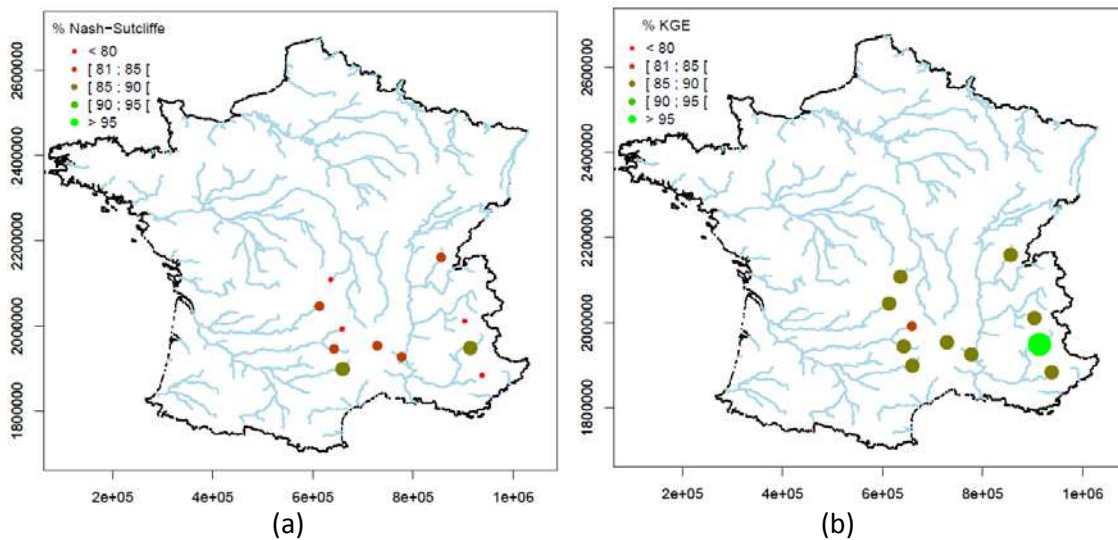 % Nash-Sutcliffe
< 80
[ 81 ; 85 [
[ 85 ; 90 [
[ 90 ; 95 [
> 95
2600000
2400000
2200000
2000000
1800000
2e+05 4e+05 6e+05 8e+05 1e+06
(a)
% KGE
< 80
[ 81 ; 85 [
[ 85 ; 90 [
[ 90 ; 95 [
> 95
2600000
2400000
2200000
2000000
1800000
2e+05 4e+05 6e+05 8e+05 1e+06
(b)